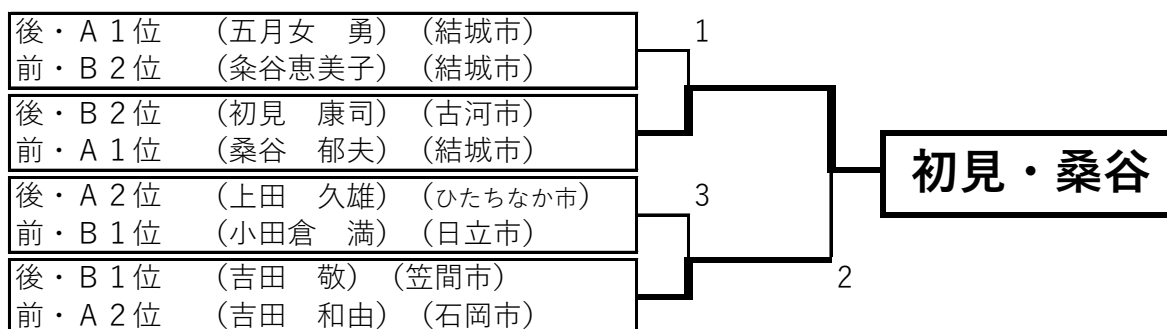 後・A１位　（五月女　勇）（結城市）
前・B２位　（粂谷恵美子）（結城市）
1
後・B２位　（初見　康司）（古河市）
前・A１位　（桑谷　郁夫）（結城市）
初見・桑谷
後・A２位　（上田　久雄）（ひたちなか市）
前・B１位　（小田倉　満）（日立市）
3
後・B１位　（吉田　敬）（笠間市）
前・A２位　（吉田　和由）（石岡市）
2